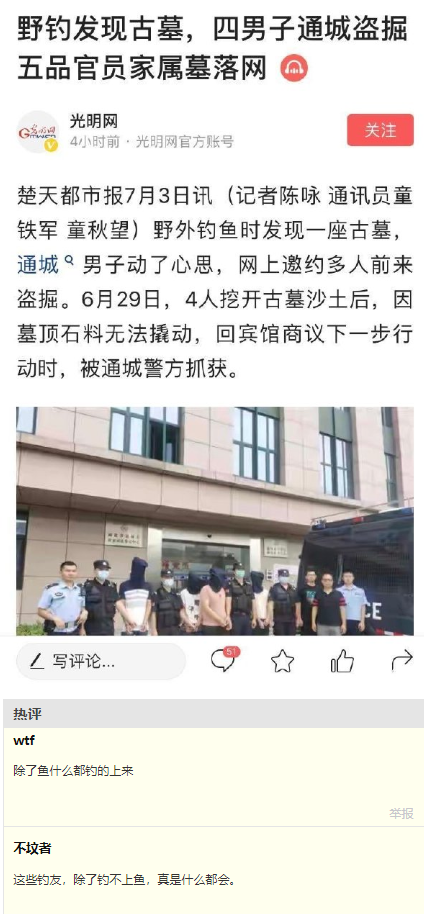 野钓发现古墓，四男子通城盗掘
五品官员家属墓落网
光明网
4小时前 · 光明网官方账号
关注
楚天都市报7月3日讯（记者陈咏 通讯员童
铁军 童秋望）野外钓鱼时发现一座古墓，
通城 男子动了心思，网上邀约多人前来
盗掘。6月29日，4人挖开古墓沙土后，因
墓顶石料无法撬动，回宾馆商议下一步行
动时，被通城警方抓获。
写评论...
51
热评
wtf
除了鱼什么都钓的上来
举报
不坟者
这些钓友，除了钓不上鱼，真是什么都会。